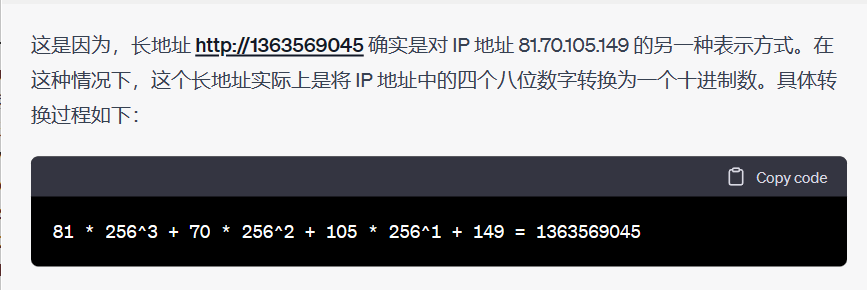 这是因为，长地址 http://1363569045 确实是对 IP 地址 81.70.105.149 的另一种表示方式。在
这种情况下，这个长地址实际上是将 IP 地址中的四个八位数字转换为一个十进制数。具体转
换过程如下：
Copy code
81 * 256^3 + 70 * 256^2 + 105 * 256^1 + 149 = 1363569045